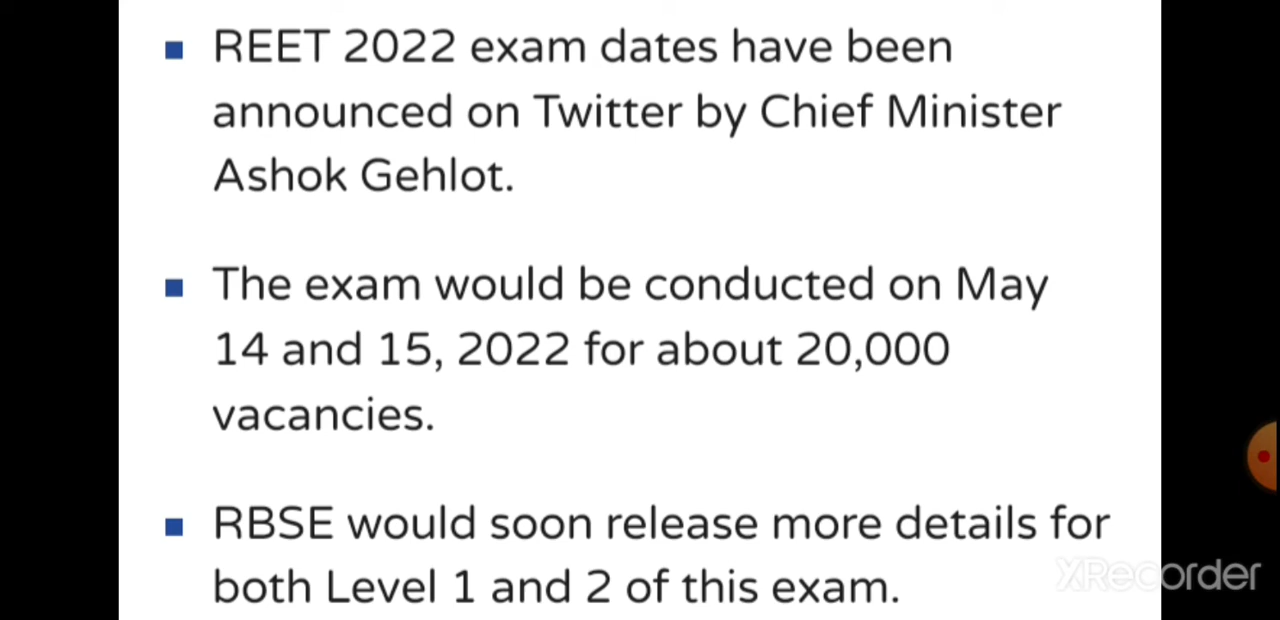 REET 2022 exam dates have been
announced on Twitter by Chief Minister
Ashok Gehlot.
The exam would be conducted on May
14 and 15, 2022 for about 20,000
vacancies.
RBSE would soon release more details for
both Level 1 and 2 of this exam.
XRecorder